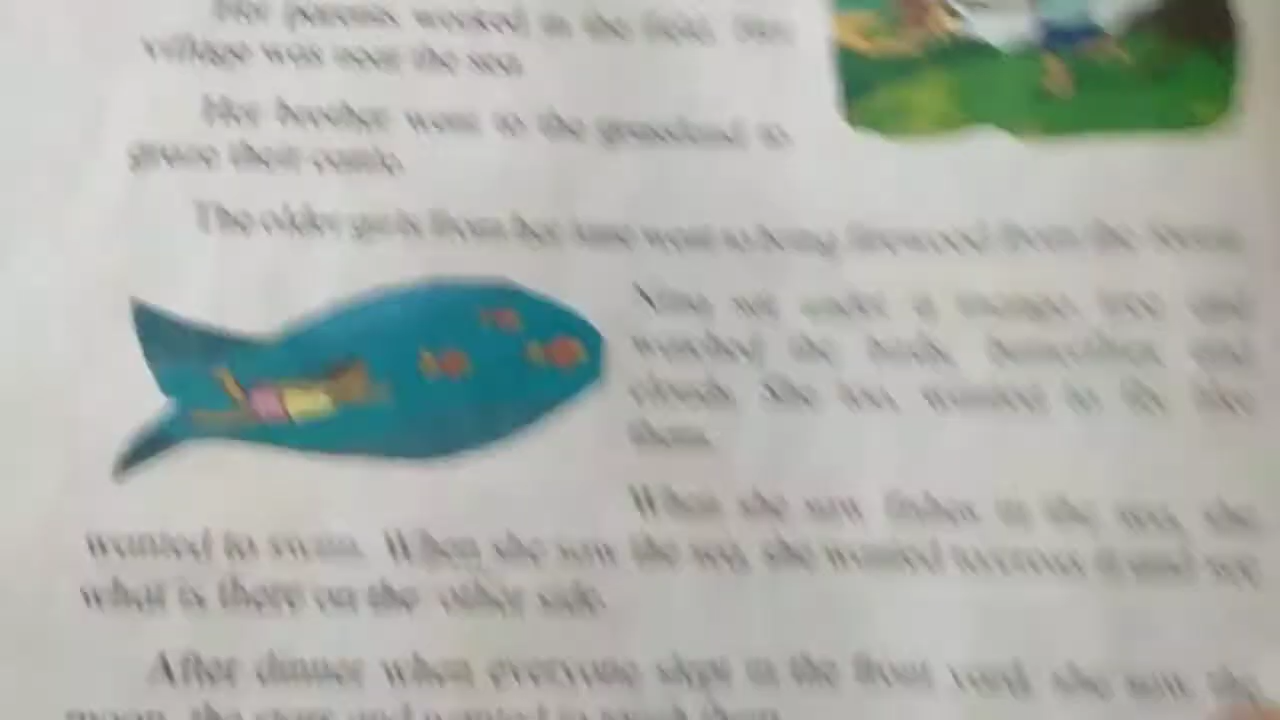 Her parents worked in the field. Her
village was near the sea.
Her brother went to the grassland to
graze their cattle.
The older girls from her lane went to bring firewood from the forest.
sat under a mango tree and
watched the birds, butterflies and
clouds. She too wanted to fly like
them.
When she saw fishes in the sea, she
wanted to swim. When she saw the sea, she wanted to cross it and see
what is there on the other side.
After dinner when everyone slept in the front yard, she saw the
moon, the stars and wanted to touch them.